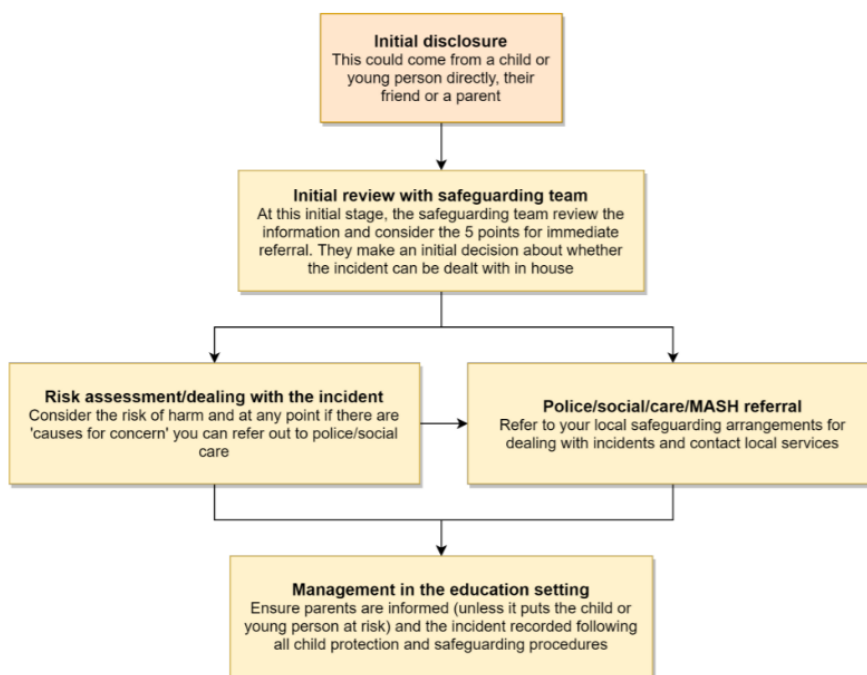 Initial disclosure
This could come from a child or
young person directly, their
friend or a parent
Initial review with safeguarding team
At this initial stage, the safeguarding team review the
information and consider the 5 points for immediate
referral. They make an initial decision about whether
the incident can be dealt with in house
Risk assessment/dealing with the incident
Consider the risk of harm and at any point if there are
'causes for concern' you can refer out to police/social
care
Police/social/care/MASH referral
Refer to your local safeguarding arrangements for
dealing with incidents and contact local services
Management in the education setting
Ensure parents are informed (unless it puts the child or
young person at risk) and the incident recorded following
all child protection and safeguarding procedures